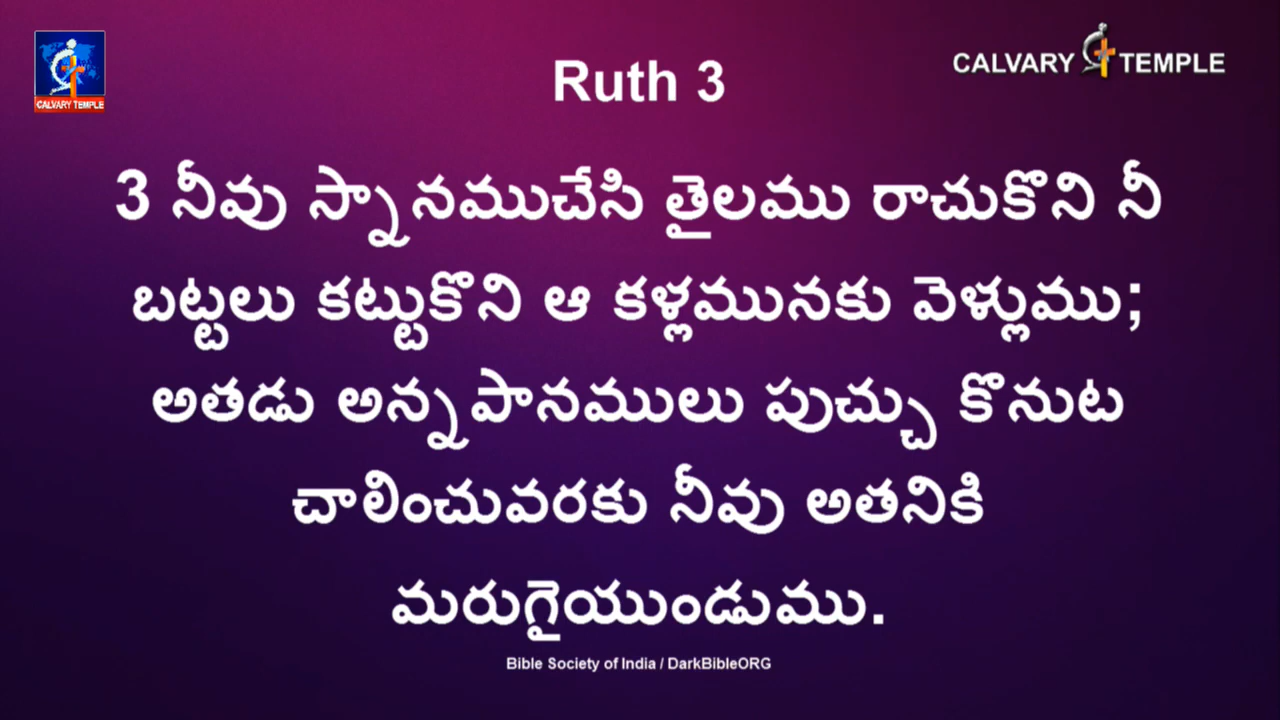 CALVARY TEMPLE
CALVARY TEMPLE
Ruth 3
3 నీవు స్నానముచేసి తైలము రాచుకొని నీ
బట్టలు కట్టుకొని ఆ కళ్లమునకు వెళ్లుము;
అతడు అన్నపానములు పుచ్చు కొనుట
చాలించువరకు నీవు అతనికి
మరుగైయుండుము.
Bible Society of India / DarkBibleORG